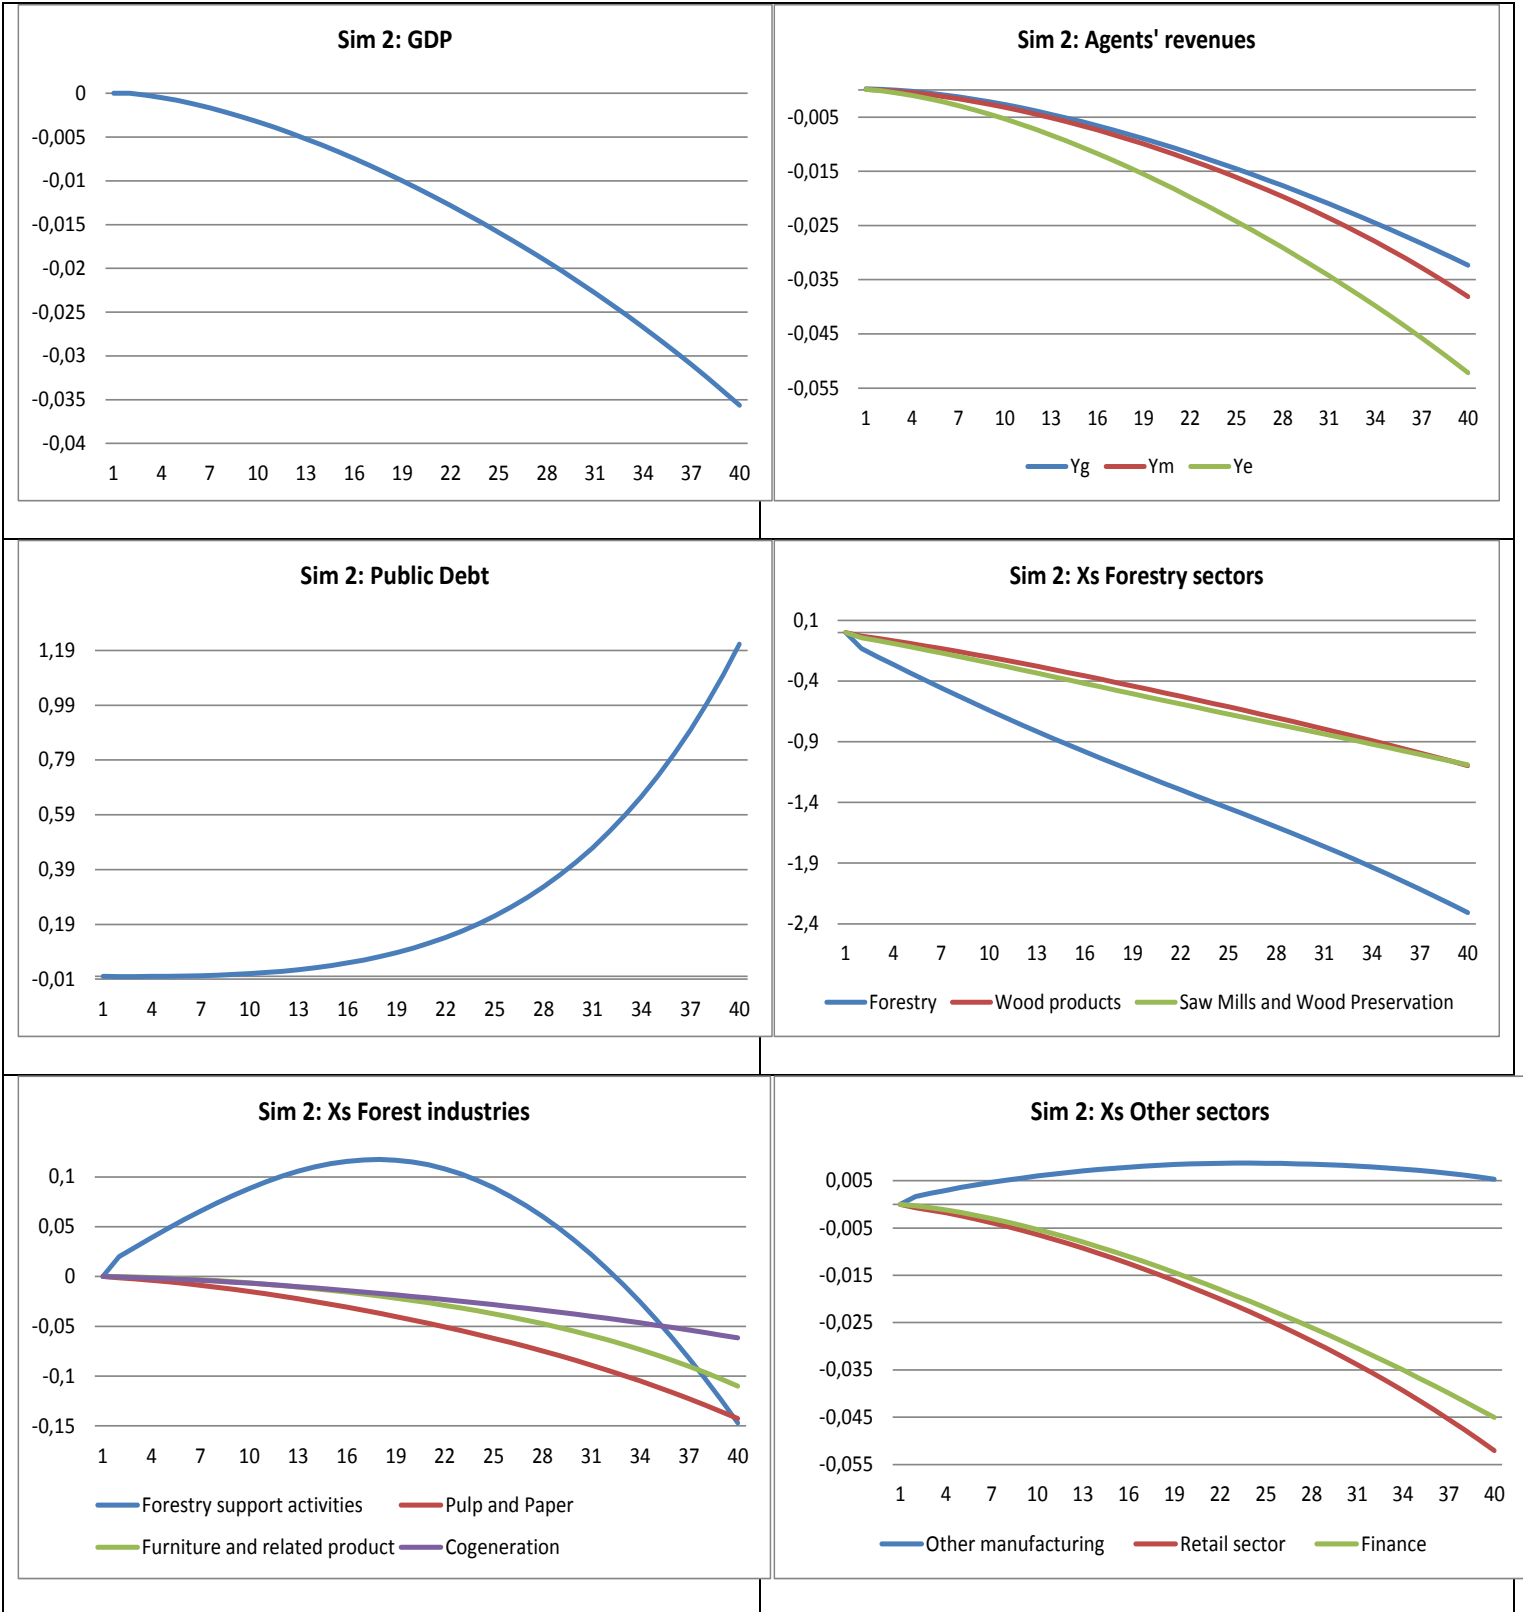 Sim 2: GDP
0
-0,005
-0,01
-0,015
-0,02
-0,025
-0,03
-0,035
-0,04
1 4 7 10 13 16 19 22 25 28 31 34 37 40
Sim 2: Agents' revenues
-0,005
-0,015
-0,025
-0,035
-0,045
-0,055
1 4 7 10 13 16 19 22 25 28 31 34 37 40
Yg Ym Ye
Sim 2: Public Debt
1,19
0,99
0,79
0,59
0,39
0,19
-0,01
1 4 7 10 13 16 19 22 25 28 31 34 37 40
Sim 2: Xs Forestry sectors
0,1
-0,4
-0,9
-1,4
-1,9
-2,4
1 4 7 10 13 16 19 22 25 28 31 34 37 40
Forestry Wood products Saw Mills and Wood Preservation
Sim 2: Xs Forest industries
0,1
0,05
0
-0,05
-0,1
-0,15
1 4 7 10 13 16 19 22 25 28 31 34 37 40
Forestry support activities Pulp and Paper
Furniture and related product Cogeneration
Sim 2: Xs Other sectors
0,005
-0,005
-0,015
-0,025
-0,035
-0,045
-0,055
1 4 7 10 13 16 19 22 25 28 31 34 37 40
Other manufacturing Retail sector Finance